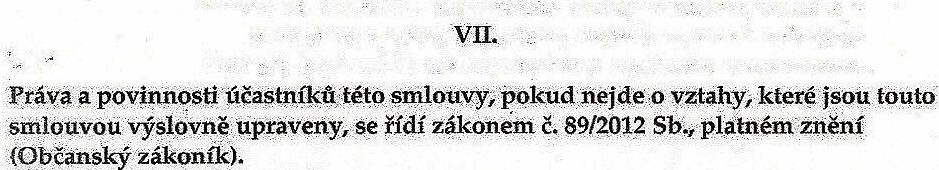 VII.
Práva a povinnosti účastníků této smlouvy, pokud nejde o vztahy, které jsou touto
smlouvou výslovně upraveny, se řídí zákonem č. 89/2012 Sb., platném znění
(Občanský zákoník).